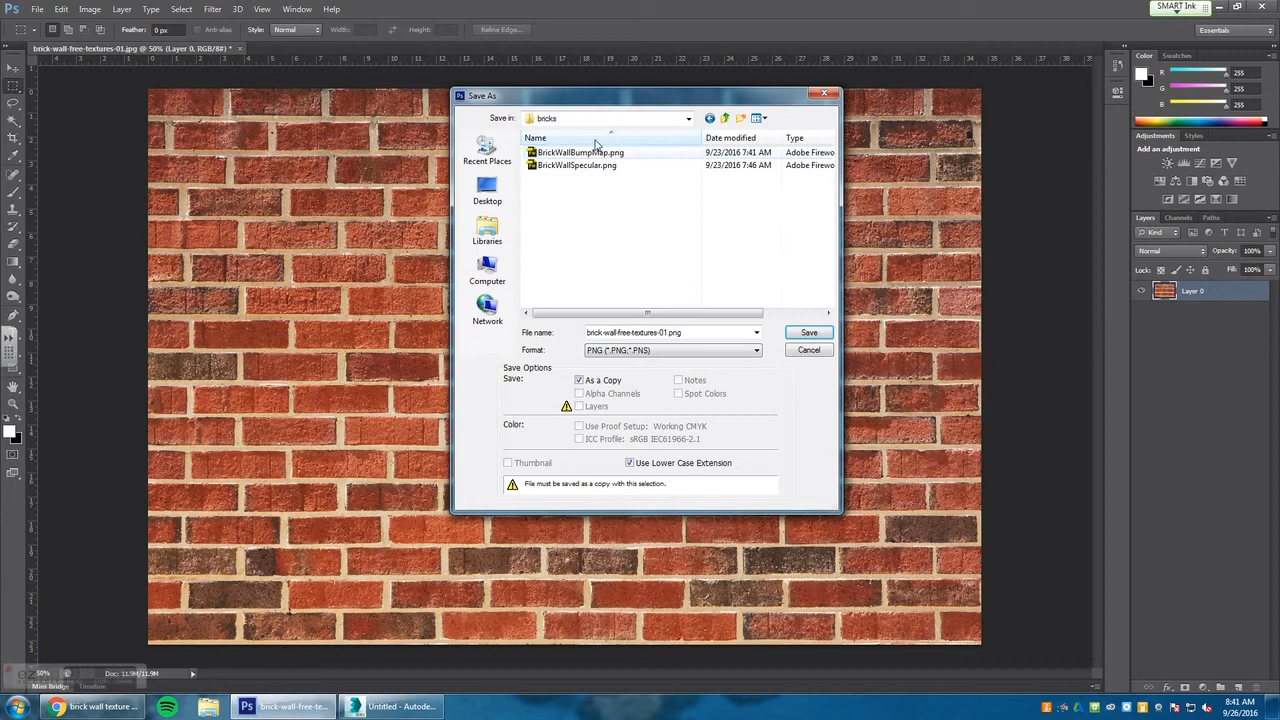 File Edit Image Layer Type Select Filter 3D View Window Help
SMART Ink
Feather: 0 px Anti-alias Style: Normal Width: Height: Refine Edge... Essentials
brick-wall-free-textures-01.jpg @ 50% (Layer 0, RGB/8#) * ×
Save As
Save in: bricks
Name Date modified Type
BrickWallBumpMap.png 9/23/2016 7:41 AM Adobe Firewo
BrickWallSpecular.png 9/23/2016 7:46 AM Adobe Firewo
Recent Places
Desktop
Libraries
Computer
Network
File name: brick-wall-free-textures-01.png Save
Format: PNG (*.PNG;*.PNS) Cancel
Save Options
Save: As a Copy Notes
Alpha Channels Spot Colors
Layers
Color: Use Proof Setup: Working CMYK
ICC Profile: sRGB IEC61966-2.1
Thumbnail Use Lower Case Extension
File must be saved as a copy with this selection.
Color Swatches
R 255
G 255
B 255
Adjustments Styles
Add an adjustment
Layers Channels Paths
Kind
Normal Opacity: 100%
Lock: Fill: 100%
Layer 0
50% Doc: 11.9M/11.9M
Mini Bridge Timeline
brick wall texture ...
Ps brick-wall-free-te...
Untitled - Autode...
8:41 AM
9/26/2016